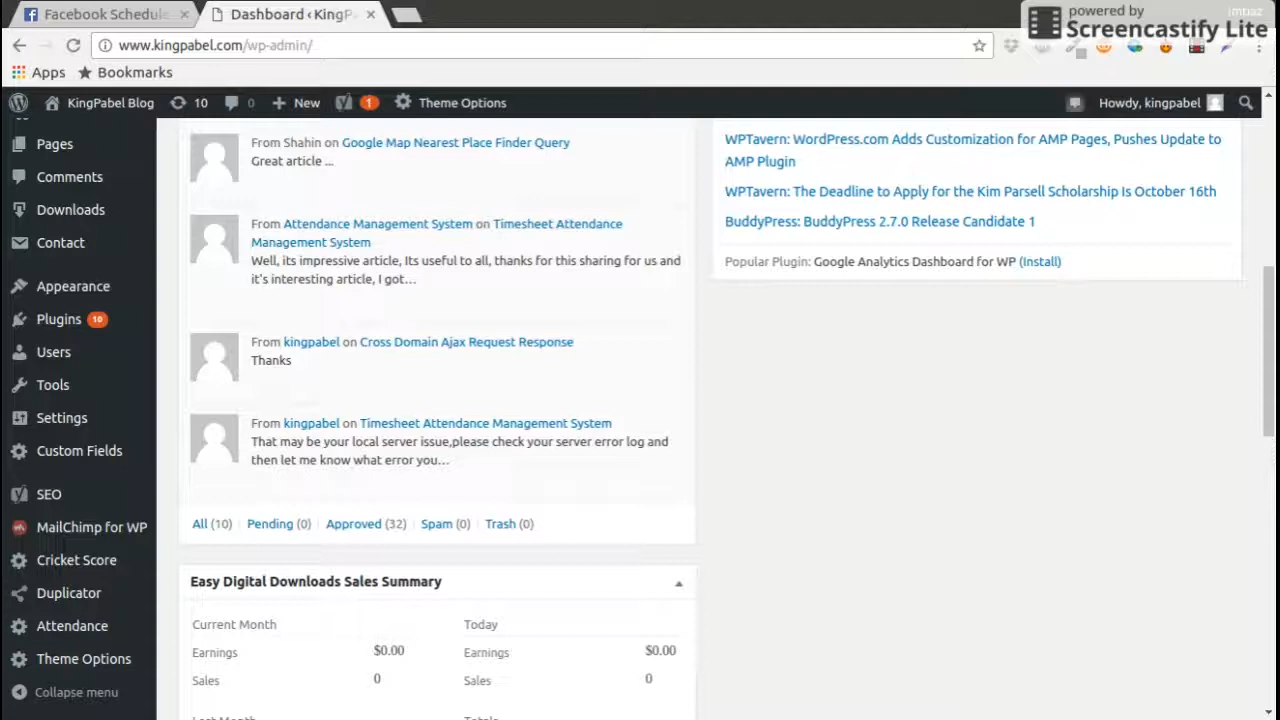 Facebook Schedule
Dashboard ‹ KingP
powered by
Screencastify Lite
www.kingpabel.com/wp-admin/
Apps
Bookmarks
KingPabel Blog
10
0
New
1
Theme Options
Howdy, kingpabel
Pages
Comments
Downloads
Contact
Appearance
Plugins 10
Users
Tools
Settings
Custom Fields
SEO
MailChimp for WP
Cricket Score
Duplicator
Attendance
Theme Options
Collapse menu
From Shahin on Google Map Nearest Place Finder Query
Great article ...
From Attendance Management System on Timesheet Attendance
Management System
Well, its impressive article, Its useful to all, thanks for this sharing for us and
it's interesting article, I got…
From kingpabel on Cross Domain Ajax Request Response
Thanks
From kingpabel on Timesheet Attendance Management System
That may be your local server issue,please check your server error log and
then let me know what error you…
All (10) | Pending (0) | Approved (32) | Spam (0) | Trash (0)
Easy Digital Downloads Sales Summary
Current Month
Today
Earnings $0.00
Earnings $0.00
Sales 0
Sales 0
Last Month
Totals
WPTavern: WordPress.com Adds Customization for AMP Pages, Pushes Update to
AMP Plugin
WPTavern: The Deadline to Apply for the Kim Parsell Scholarship Is October 16th
BuddyPress: BuddyPress 2.7.0 Release Candidate 1
Popular Plugin: Google Analytics Dashboard for WP (Install)